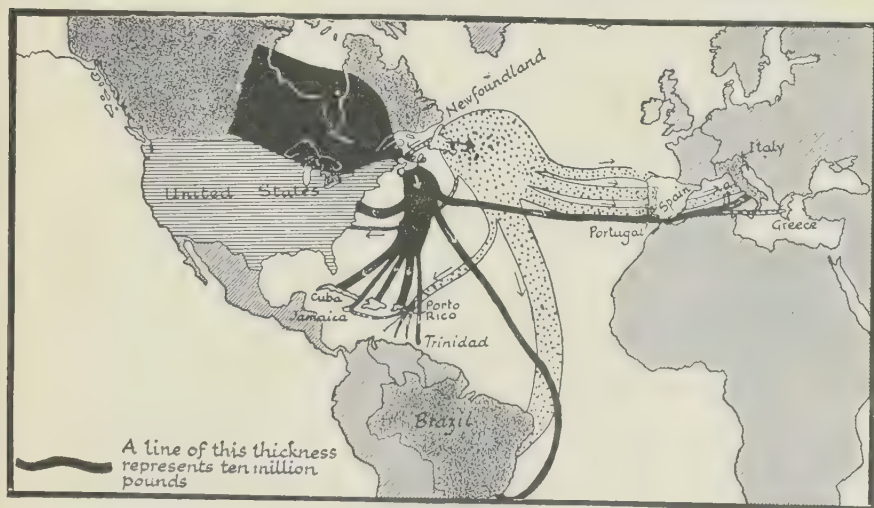 Newfoundland
United States
Italy
Spain
Portugal
Greece
Cuba
Jamaica
PORTO
RICO
Trinidad
Brazil
A line of this thickness
represents ten million
pounds